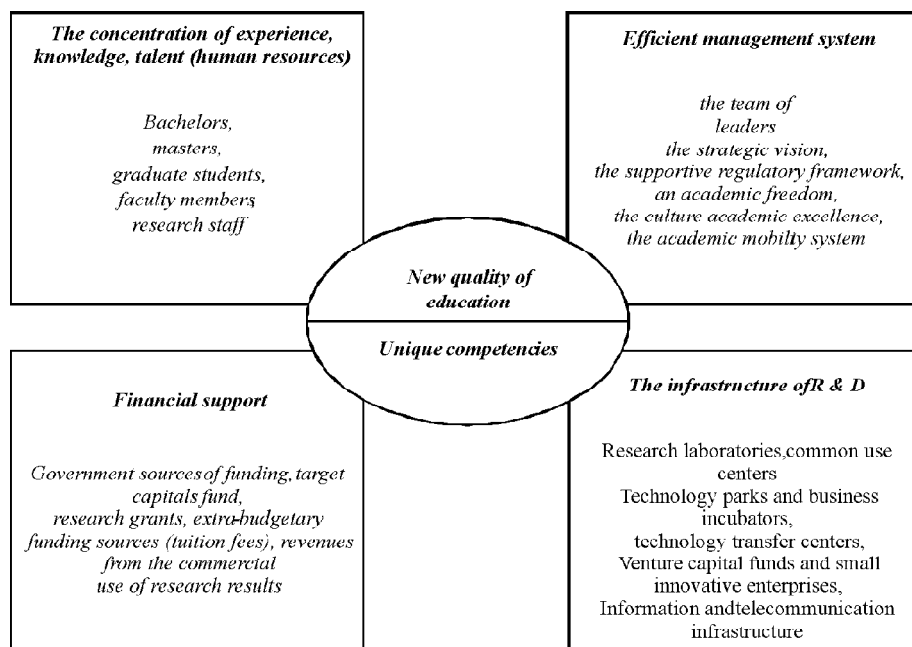 The concentration of experience,
knowledge, talent (human resources)
Bachelors,
masters,
graduate students,
faculty members,
research staff
Efficient management system
the team of
leaders
the strategic vision,
the supportive regulatory framework,
an academic freedom,
the culture academic excellence,
the academic mobility system
New quality of
education
Unique competencies
Financial support
Government sources of funding, target
capitals fund,
research grants, extra-budgetary
funding sources (tuition fees), revenues
from the commercial
use of research results
The infrastructure ofR & D
Research laboratories,common use
centers
Technology parks and business
incubators,
technology transfer centers,
Venture capital funds and small
innovative enterprises,
Information andtelecommunication
infrastructure